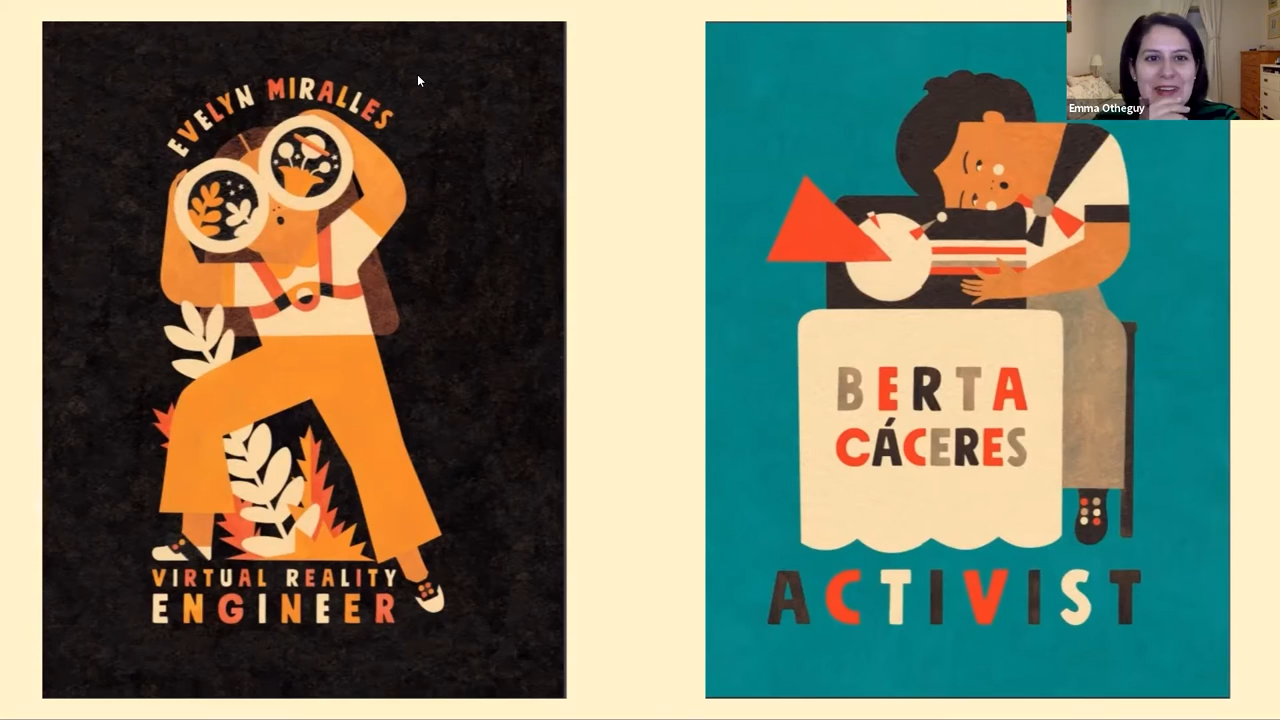 EVELYN MIRALLES
VIRTUAL REALITY
ENGINEER
BERTA
CÁCERES
ACTIVIST
Emma Otheguy